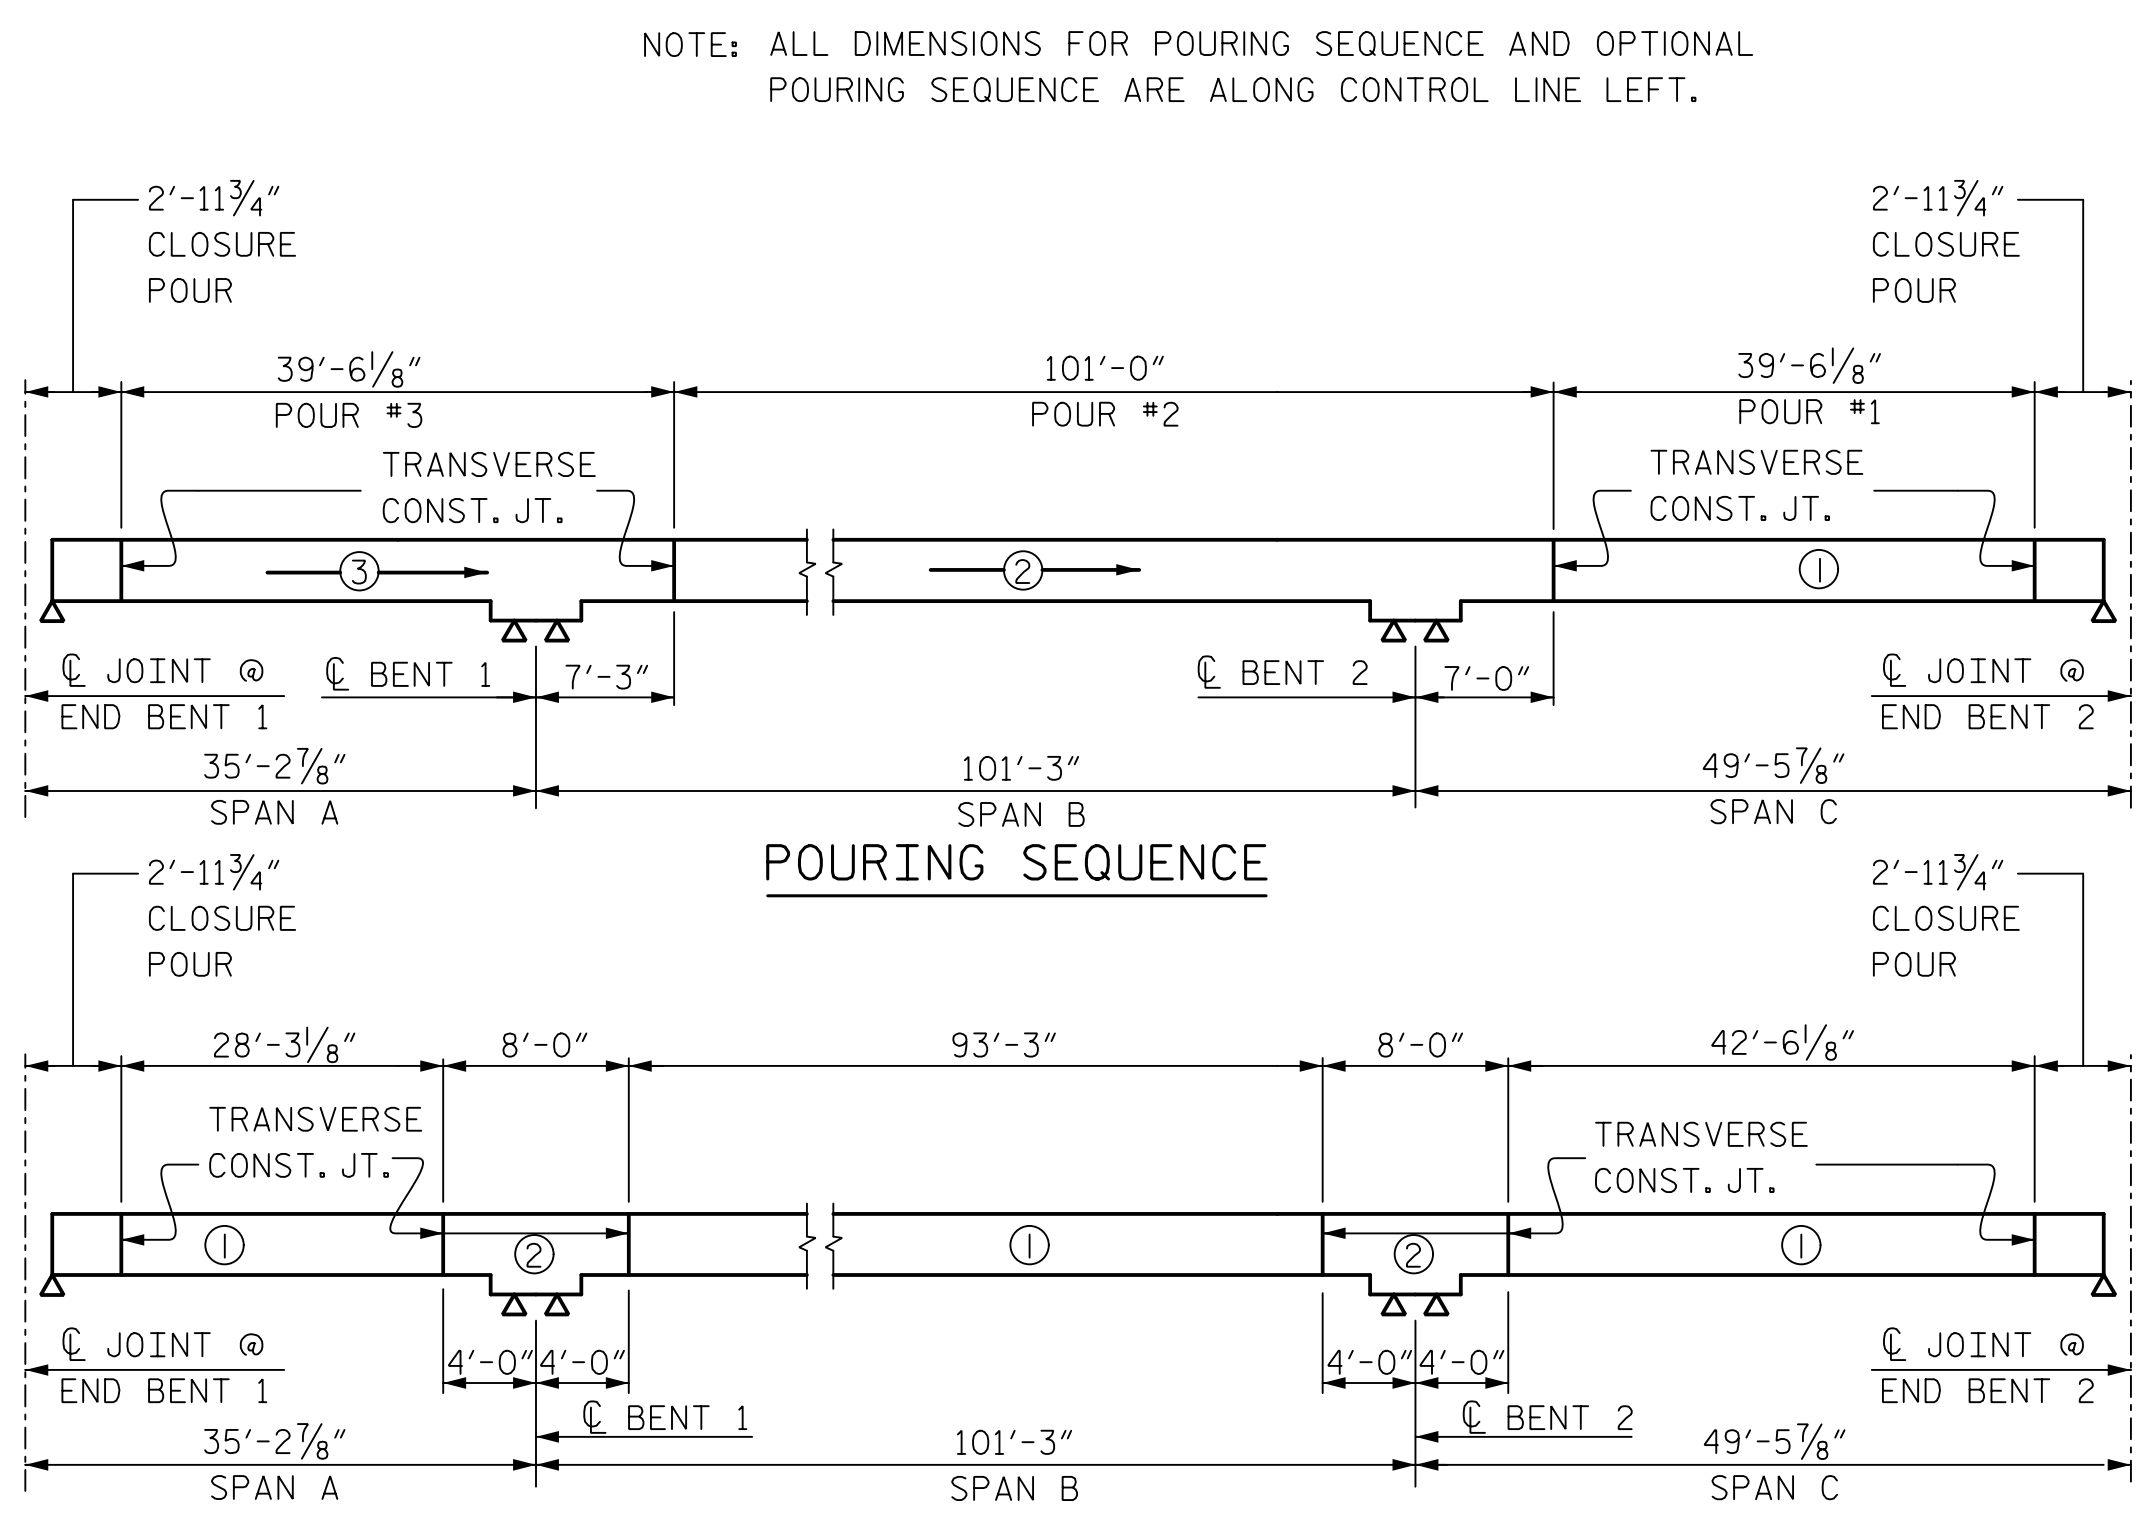 NOTE: ALL DIMENSIONS FOR POURING SEQUENCE AND OPTIONAL
POURING SEQUENCE ARE ALONG CONTROL LINE LEFT.
2'-11¾"
CLOSURE
POUR
2'-11¾"
CLOSURE
POUR
39'-6⅛"
POUR #3
101'-0"
POUR #2
39'-6⅛"
POUR #1
TRANSVERSE
CONST. JT.
TRANSVERSE
CONST. JT.
3
2
1
℄ JOINT @
END BENT 1
℄ BENT 1
7'-3"
℄ BENT 2
7'-0"
℄ JOINT @
END BENT 2
35'-2⅞"
SPAN A
101'-3"
SPAN B
49'-5⅞"
SPAN C
POURING SEQUENCE
2'-11¾"
CLOSURE
POUR
2'-11¾"
CLOSURE
POUR
28'-3⅛"
8'-0"
93'-3"
8'-0"
42'-6⅛"
TRANSVERSE
CONST. JT.
TRANSVERSE
CONST. JT.
1
2
1
2
1
℄ JOINT @
END BENT 1
4'-0"
4'-0"
4'-0"
4'-0"
℄ JOINT @
END BENT 2
℄ BENT 1
℄ BENT 2
35'-2⅞"
SPAN A
101'-3"
SPAN B
49'-5⅞"
SPAN C